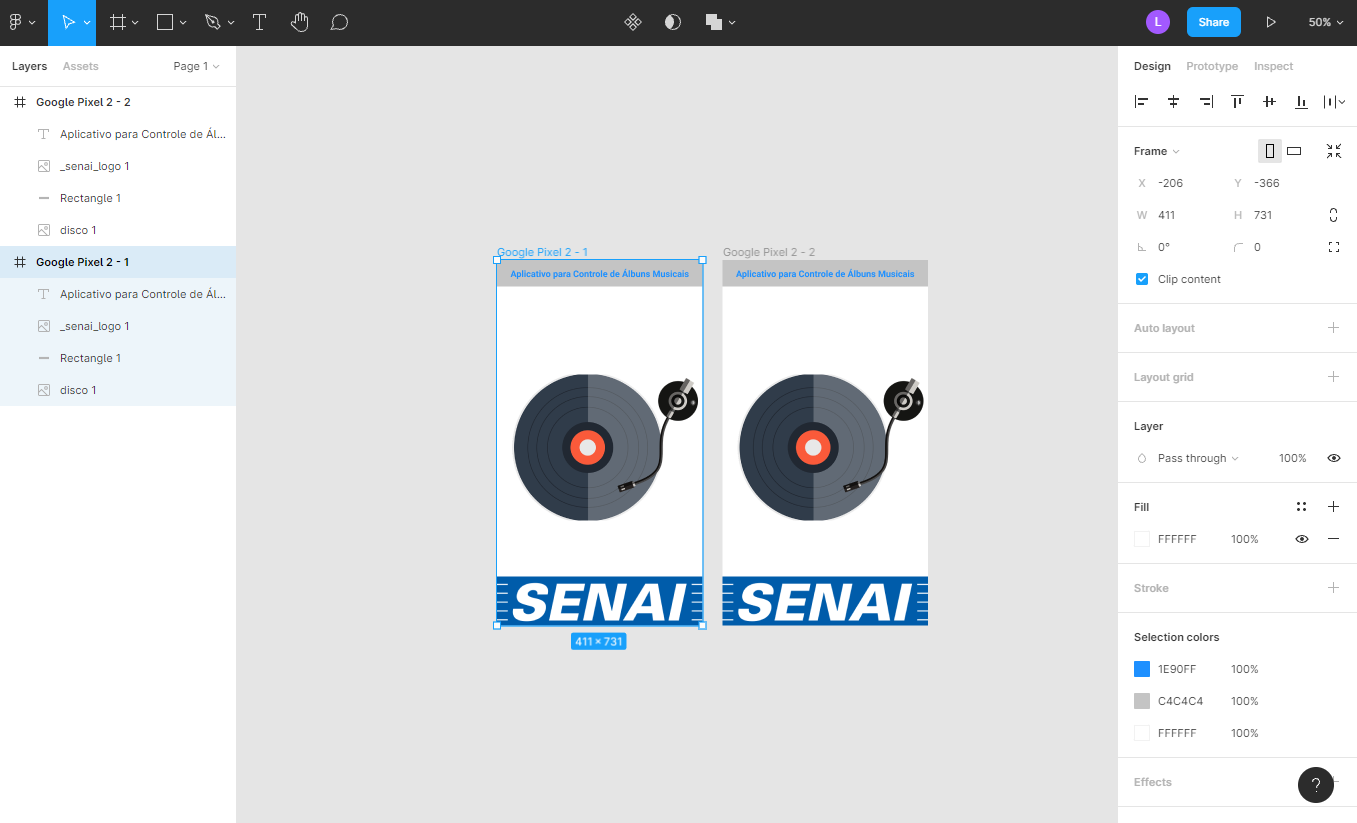 L
Share
50%
Layers
Assets
Page 1
Google Pixel 2 - 2
Aplicativo para Controle de Ál...
_senai_logo 1
Rectangle 1
disco 1
Google Pixel 2 - 1
Aplicativo para Controle de Ál...
_senai_logo 1
Rectangle 1
disco 1
Google Pixel 2 - 1
Aplicativo para Controle de Álbuns Musicais
SENAI
411 × 731
Google Pixel 2 - 2
Aplicativo para Controle de Álbuns Musicais
SENAI
Design
Prototype
Inspect
Frame
X -206
Y -366
W 411
H 731
0°
0
Clip content
Auto layout
Layout grid
Layer
Pass through
100%
Fill
FFFFFF 100%
Stroke
Selection colors
1E90FF 100%
C4C4C4 100%
FFFFFF 100%
Effects
?